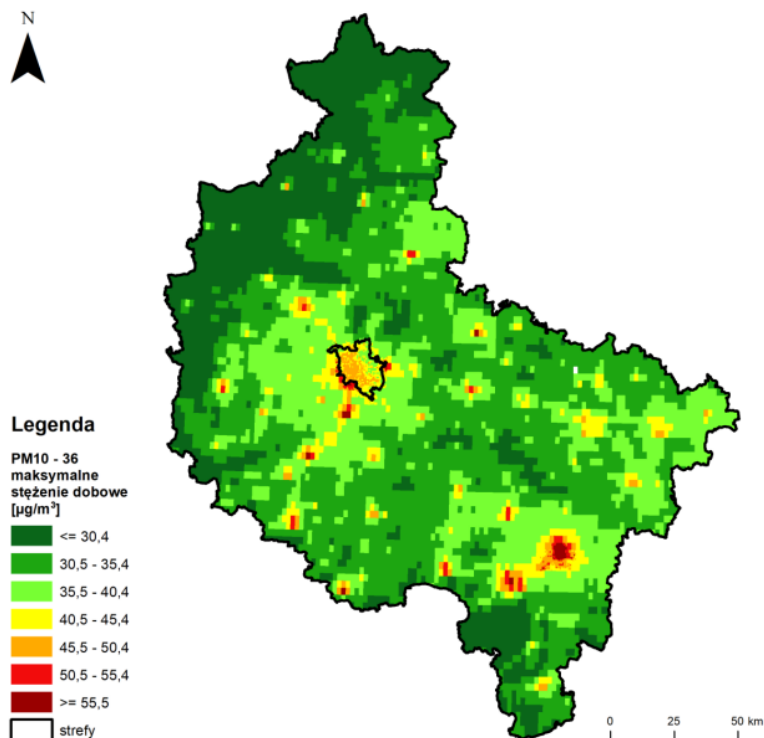 N
Legenda
PM10 - 36
maksymalne
stężenie dobowe
[µg/m³]
<= 30,4
30,5 - 35,4
35,5 - 40,4
40,5 - 45,4
45,5 - 50,4
50,5 - 55,4
>= 55,5
strefy
0 25 50 km